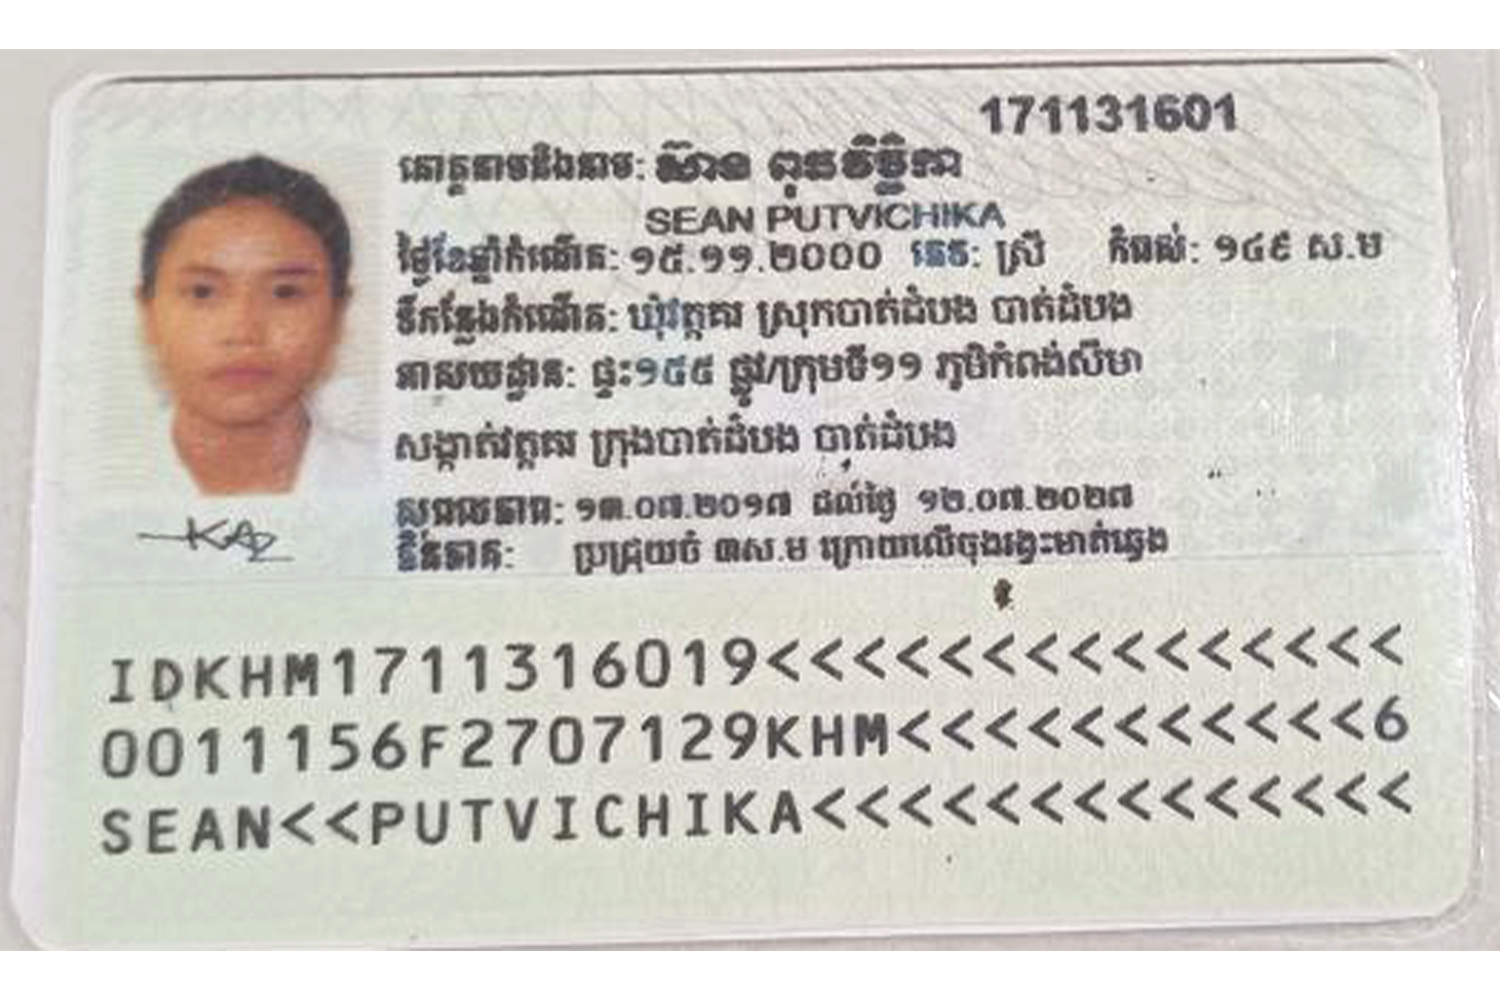 171131601
គោត្តនាមនិងនាម: ស៊ាន ពុធវិច្ឆិកា
SEAN PUTVICHIKA
ថ្ងៃខែឆ្នាំកំណើត: ១៥.១១.២០០០ ភេទ: ស្រី កំពស់: ១៤៩ ស.ម
ទីកន្លែងកំណើត: ឃុំវត្តគរ ស្រុកបាត់ដំបង បាត់ដំបង
អាសយដ្ឋាន: ផ្ទះ១៥៥ ផ្លូវ/ក្រុមទី១១ ភូមិកំពង់សីមា
សង្កាត់វត្តគរ ក្រុងបាត់ដំបង បាត់ដំបង
សុពលភាព: ១៣.០៧.២០១៧ ដល់ថ្ងៃ ១២.០៧.២០២៧
ភិនភាគ: ប្រជ្រុយចំ ៣ស.ម ក្រោយលើចុងរង្វះមាត់ឆ្វេង
IDKHM1711316019<<<<<<<<<<<<<<<
0011156F2707129KHM<<<<<<<<<<<6
SEAN<<PUTVICHIKA<<<<<<<<<<<<<<